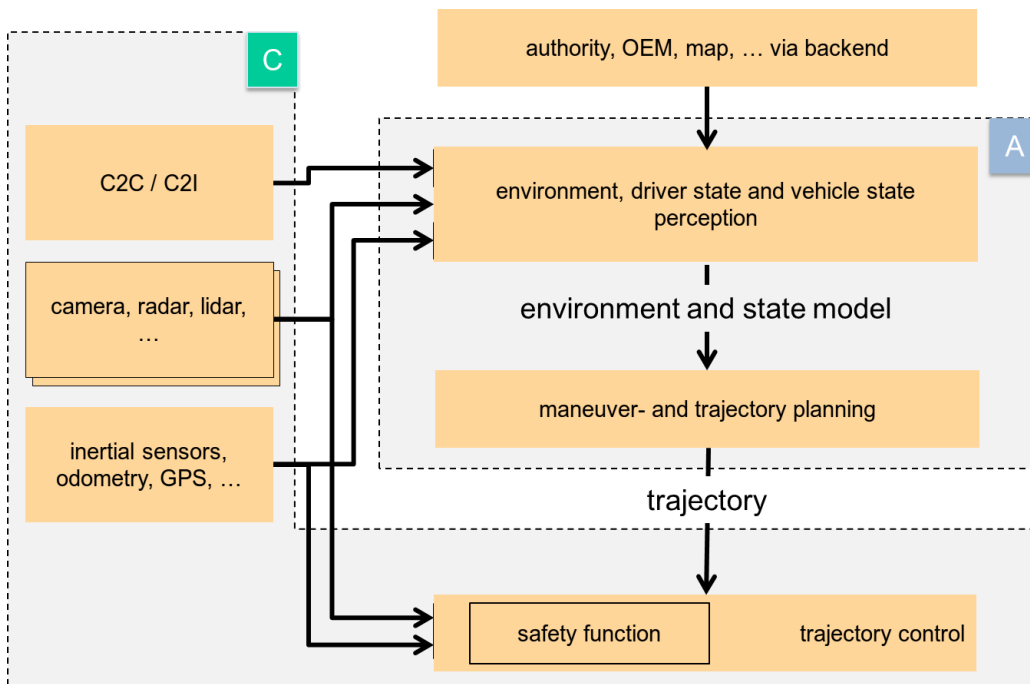 authority, OEM, map, … via backend
C
A
C2C / C2I
environment, driver state and vehicle state
perception
camera, radar, lidar,
…
environment and state model
inertial sensors,
odometry, GPS, …
maneuver- and trajectory planning
trajectory
safety function
trajectory control